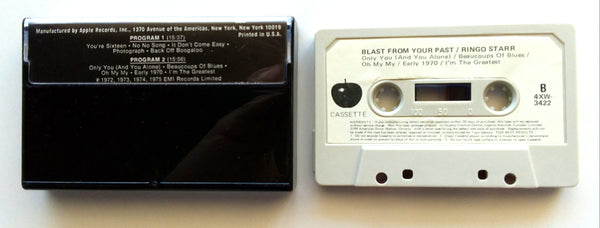 Manufactured by Apple Records, Inc., 1370 Avenue of the Americas, New York, New York 10019
Printed in U.S.A.
PROGRAM 1 (15:37)
You're Sixteen • No No Song • It Don't Come Easy •
Photograph • Back Off Boogaloo
PROGRAM 2 (15:56)
Only You (And You Alone) • Beaucoups Of Blues •
Oh My My • Early 1970 • I'm The Greatest
℗ 1972, 1973, 1974, 1975 EMI Records Limited
BLAST FROM YOUR PAST / RINGO STARR
Only You (And You Alone) / Beaucoups Of Blues /
Oh My My / Early 1970 / I'm The Greatest
CASSETTE
B
4XW-
3422
100 50 0